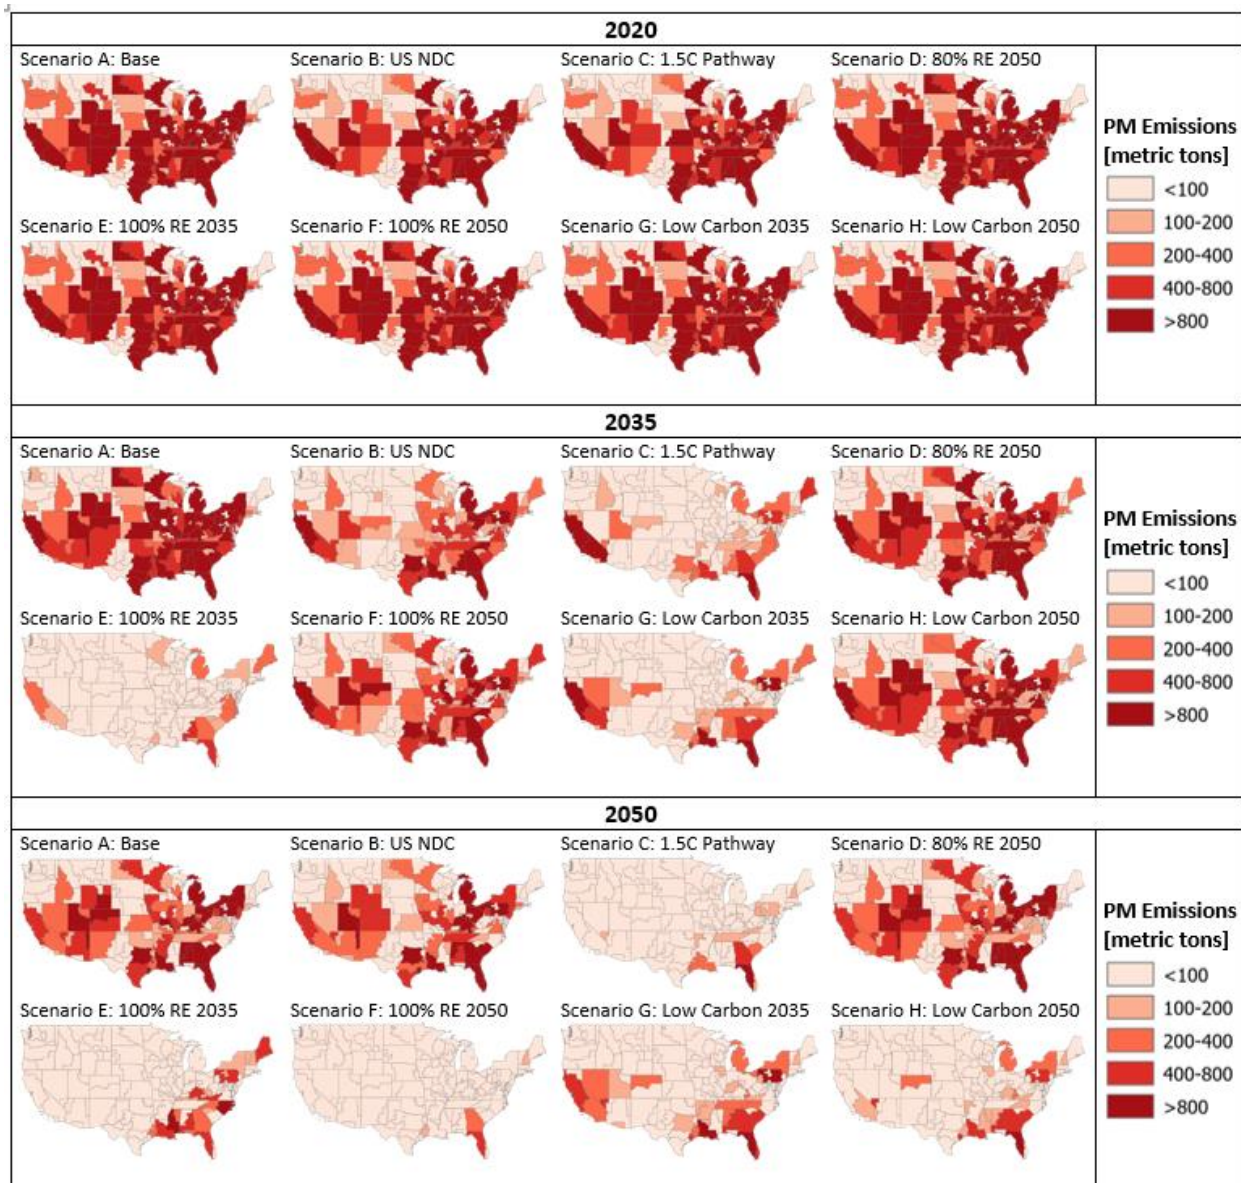 2020
Scenario A: Base
Scenario B: US NDC
Scenario C: 1.5C Pathway
Scenario D: 80% RE 2050
Scenario E: 100% RE 2035
Scenario F: 100% RE 2050
Scenario G: Low Carbon 2035
Scenario H: Low Carbon 2050
PM Emissions
[metric tons]
<100
100-200
200-400
400-800
>800
2035
Scenario A: Base
Scenario B: US NDC
Scenario C: 1.5C Pathway
Scenario D: 80% RE 2050
Scenario E: 100% RE 2035
Scenario F: 100% RE 2050
Scenario G: Low Carbon 2035
Scenario H: Low Carbon 2050
PM Emissions
[metric tons]
<100
100-200
200-400
400-800
>800
2050
Scenario A: Base
Scenario B: US NDC
Scenario C: 1.5C Pathway
Scenario D: 80% RE 2050
Scenario E: 100% RE 2035
Scenario F: 100% RE 2050
Scenario G: Low Carbon 2035
Scenario H: Low Carbon 2050
PM Emissions
[metric tons]
<100
100-200
200-400
400-800
>800